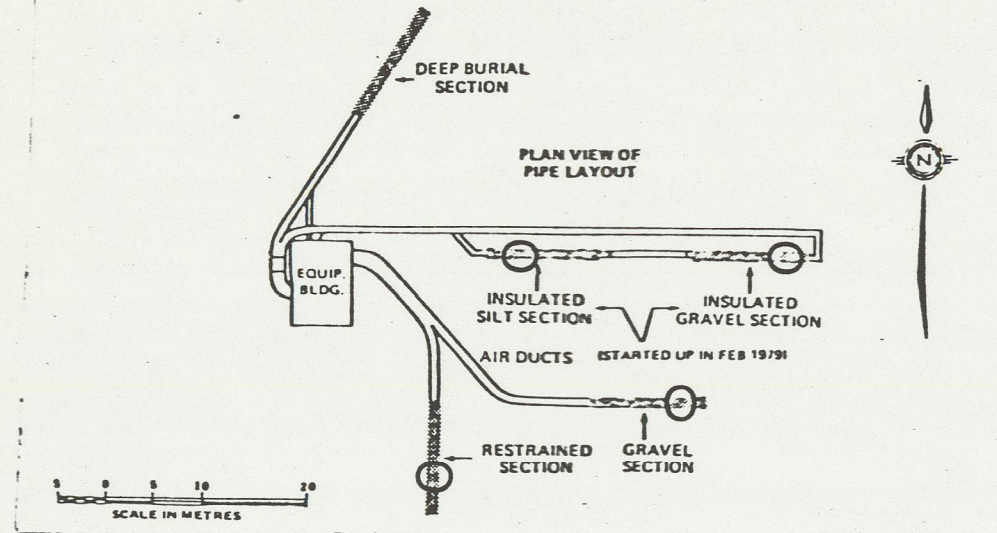 DEEP BURIAL
SECTION
PLAN VIEW OF
PIPE LAYOUT
N
EQUIP.
BLDG.
INSULATED
SILT SECTION
INSULATED
GRAVEL SECTION
AIR DUCTS
(STARTED UP IN FEB 1979)
RESTRAINED
SECTION
GRAVEL
SECTION
5 0 5 10 20
SCALE IN METRES